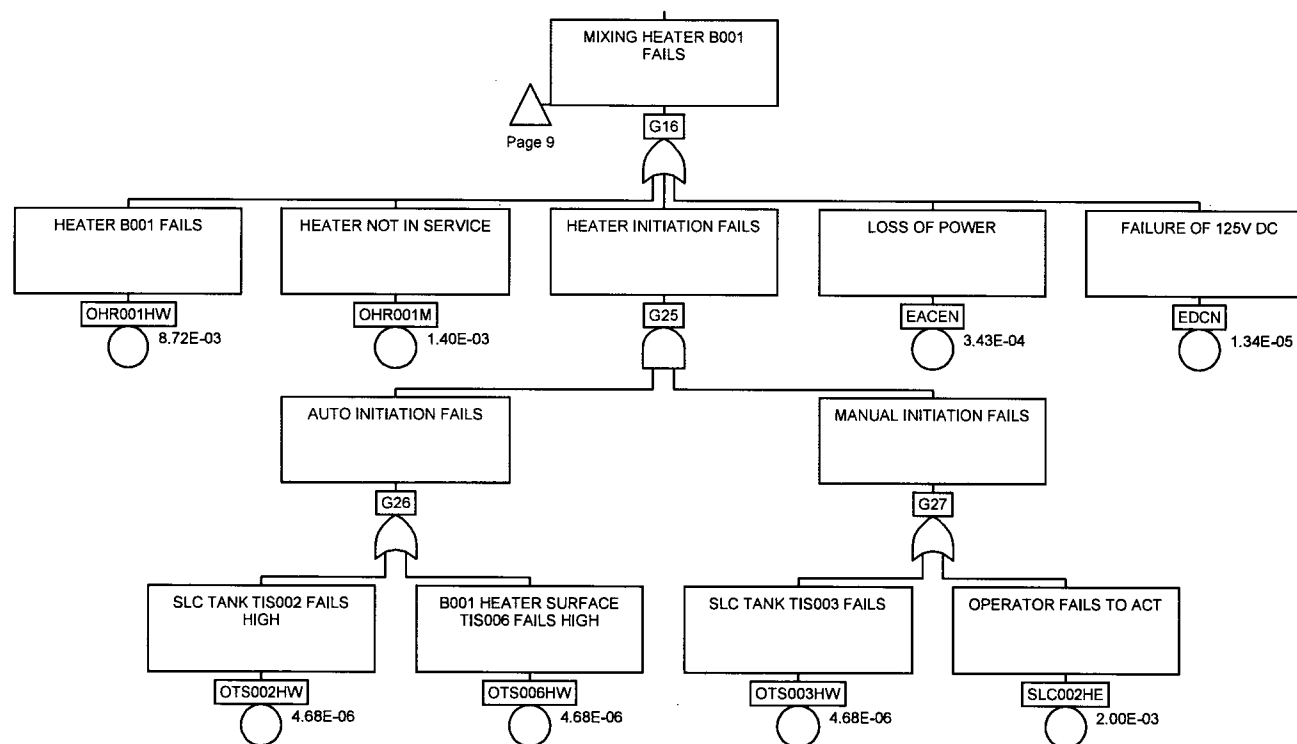 MIXING HEATER B001
FAILS
Page 9
G16
HEATER B001 FAILS
HEATER NOT IN SERVICE
HEATER INITIATION FAILS
LOSS OF POWER
FAILURE OF 125V DC
OHR001HW
8.72E-03
OHR001M
1.40E-03
G25
EACEN
3.43E-04
EDCN
1.34E-05
AUTO INITIATION FAILS
MANUAL INITIATION FAILS
G26
G27
SLC TANK TIS002 FAILS
HIGH
B001 HEATER SURFACE
TIS006 FAILS HIGH
SLC TANK TIS003 FAILS
OPERATOR FAILS TO ACT
OTS002HW
4.68E-06
OTS006HW
4.68E-06
OTS003HW
4.68E-06
SLC002HE
2.00E-03